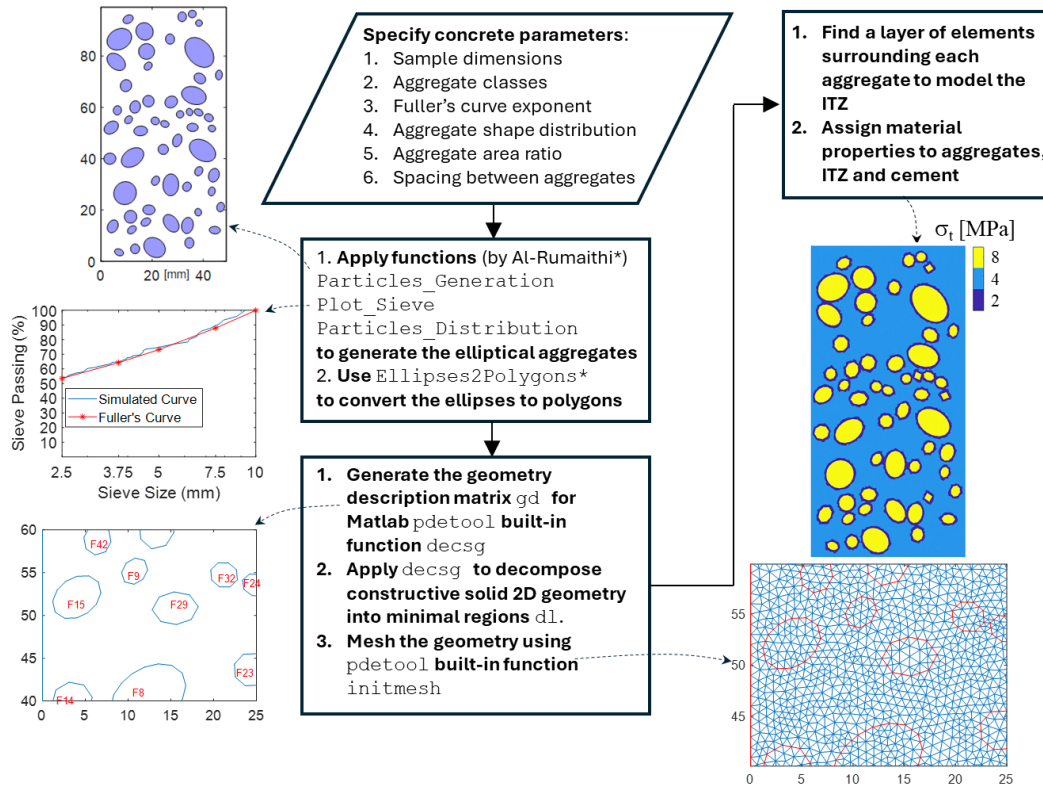 80
60
40
20
0
0
20
[mm]
40
Specify concrete parameters:
1. Sample dimensions
2. Aggregate classes
3. Fuller's curve exponent
4. Aggregate shape distribution
5. Aggregate area ratio
6. Spacing between aggregates
1. Apply functions (by Al-Rumaithi*)
Particles_Generation
Plot_Sieve
Particles_Distribution
to generate the elliptical aggregates
2. Use Ellipses2Polygons*
to convert the ellipses to polygons
Sieve Passing (%)
100
90
80
70
60
50
40
30
20
10
Simulated Curve
Fuller's Curve
2.5 3.75 5 7.5 10
Sieve Size (mm)
1. Generate the geometry
description matrix gd for
Matlab pdetool built-in
function decsg
2. Apply decsg to decompose
constructive solid 2D geometry
into minimal regions dl.
3. Mesh the geometry using
pdetool built-in function
initmesh
60
55
50
45
40
0 5 10 15 20 25
F42
F9
F32
F24
F15
F29
F23
F14
F8
1. Find a layer of elements
surrounding each
aggregate to model the
ITZ
2. Assign material
properties to aggregates,
ITZ and cement
σt [MPa]
8
4
2
55
50
45
0 5 10 15 20 25